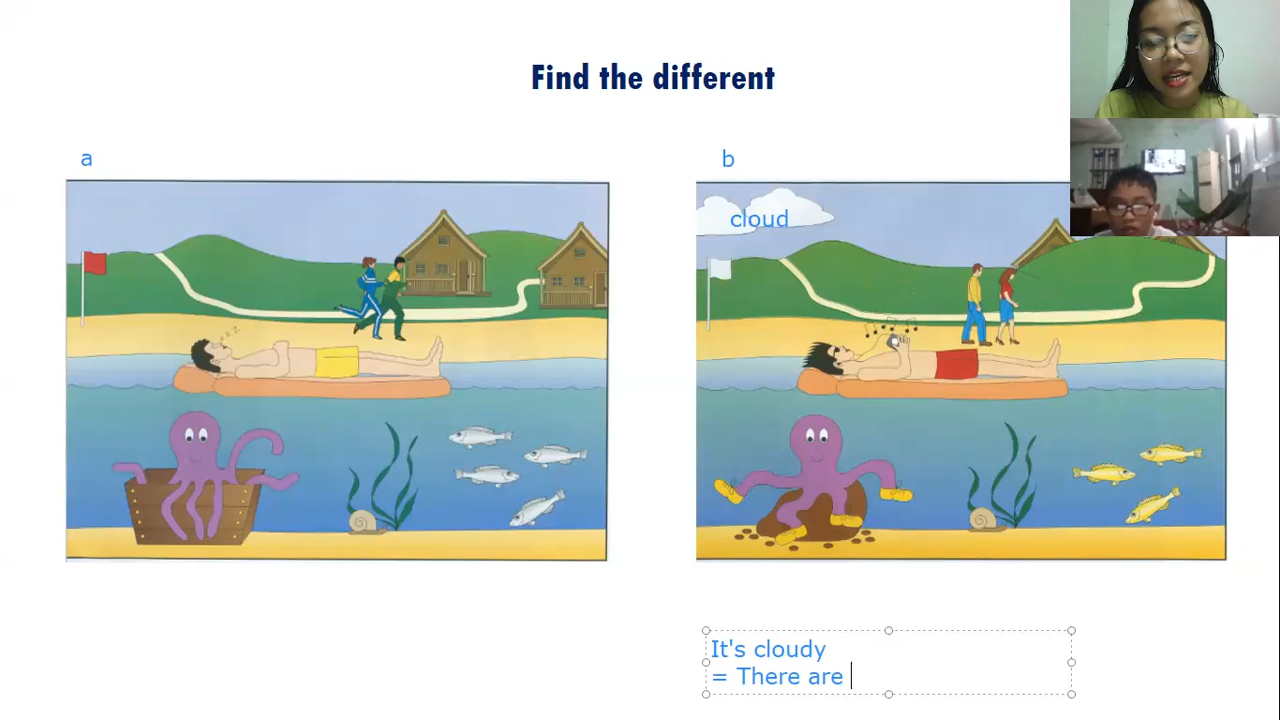 Find the different
a
b
cloud
z z z
It's cloudy
= There are